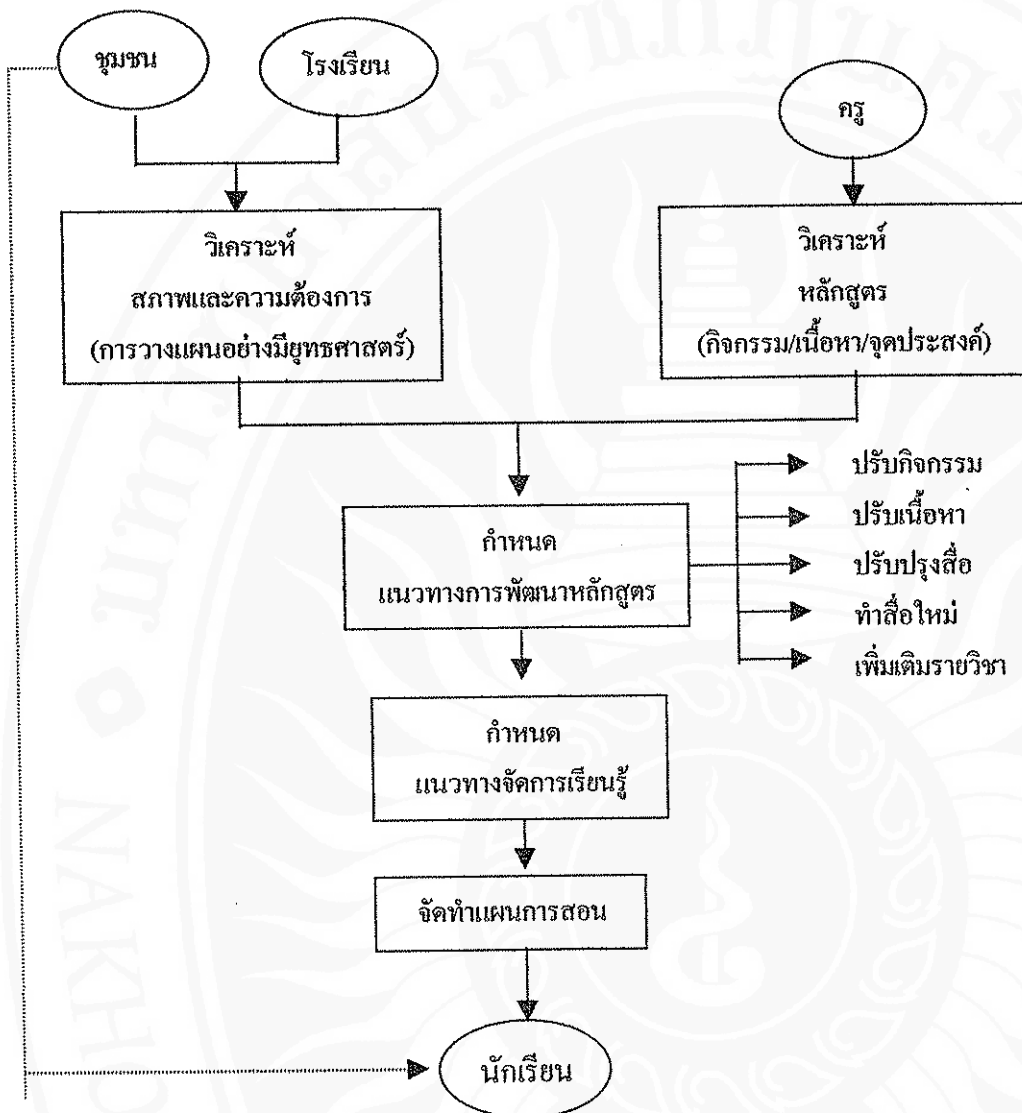 ชุมชน
โรงเรียน
ครู
วิเคราะห์
สภาพและความต้องการ
(การวางแผนอย่างมียุทธศาสตร์)
วิเคราะห์
หลักสูตร
(กิจกรรม/เนื้อหา/จุดประสงค์)
กำหนด
แนวทางการพัฒนาหลักสูตร
ปรับกิจกรรม
ปรับเนื้อหา
ปรับปรุงสื่อ
ทำสื่อใหม่
เพิ่มเติมรายวิชา
กำหนด
แนวทางจัดการเรียนรู้
จัดทำแผนการสอน
นักเรียน
NAKHO